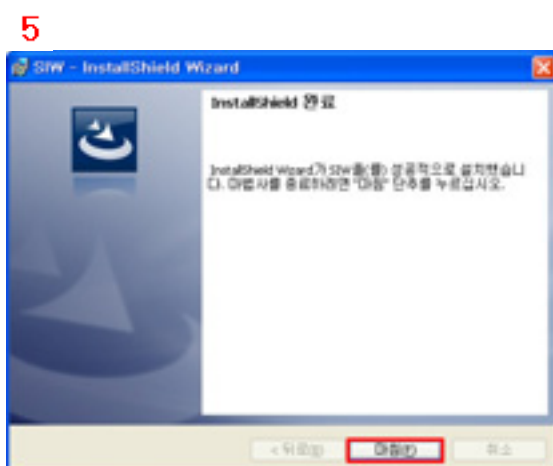 5
SIW - InstallShield Wizard
InstallShield 완료
InstallShield Wizard가 SIW을(를) 성공적으로 설치했습니
다. 마법사를 종료하려면 "마침" 단추를 누르십시오.
< 뒤로(B) 마침(F) 취소